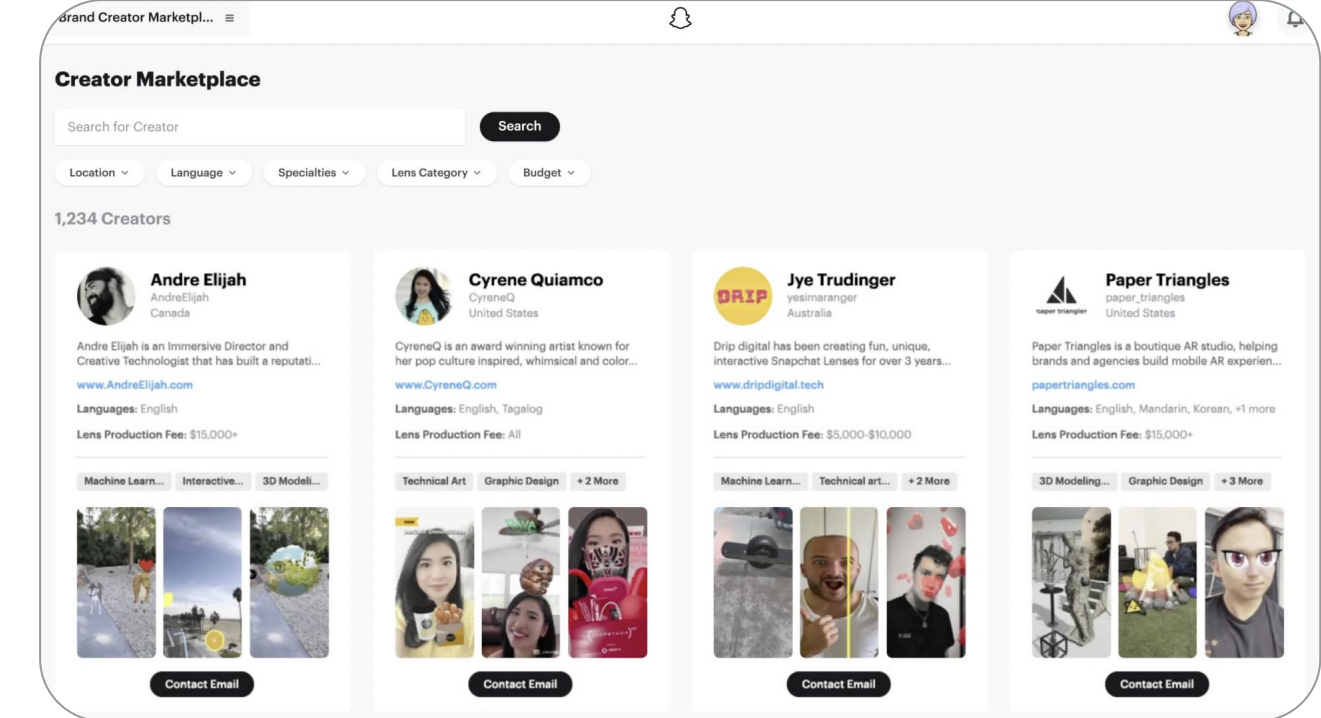 Brand Creator Marketpl...
Creator Marketplace
Search for Creator
Search
Location
Language
Specialties
Lens Category
Budget
1,234 Creators
Andre Elijah
AndreElijah
Canada
Andre Elijah is an Immersive Director and
Creative Technologist that has built a reputati...
www.AndreElijah.com
Languages: English
Lens Production Fee: $15,000+
Machine Learn...
Interactive...
3D Modeli...
Contact Email
Cyrene Quiamco
CyreneQ
United States
CyreneQ is an award winning artist known for
her pop culture inspired, whimsical and color...
www.CyreneQ.com
Languages: English, Tagalog
Lens Production Fee: All
Technical Art
Graphic Design
+ 2 More
Contact Email
DRIP
Jye Trudinger
yesimaranger
Australia
Drip digital has been creating fun, unique,
interactive Snapchat Lenses for over 3 years...
www.dripdigital.tech
Languages: English
Lens Production Fee: $5,000-$10,000
Machine Learn...
Technical art...
+ 2 More
Contact Email
paper triangles
Paper Triangles
paper_triangles
United States
Paper Triangles is a boutique AR studio, helping
brands and agencies build mobile AR experien...
papertriangles.com
Languages: English, Mandarin, Korean, +1 more
Lens Production Fee: $15,000+
3D Modeling...
Graphic Design
+ 3 More
Contact Email